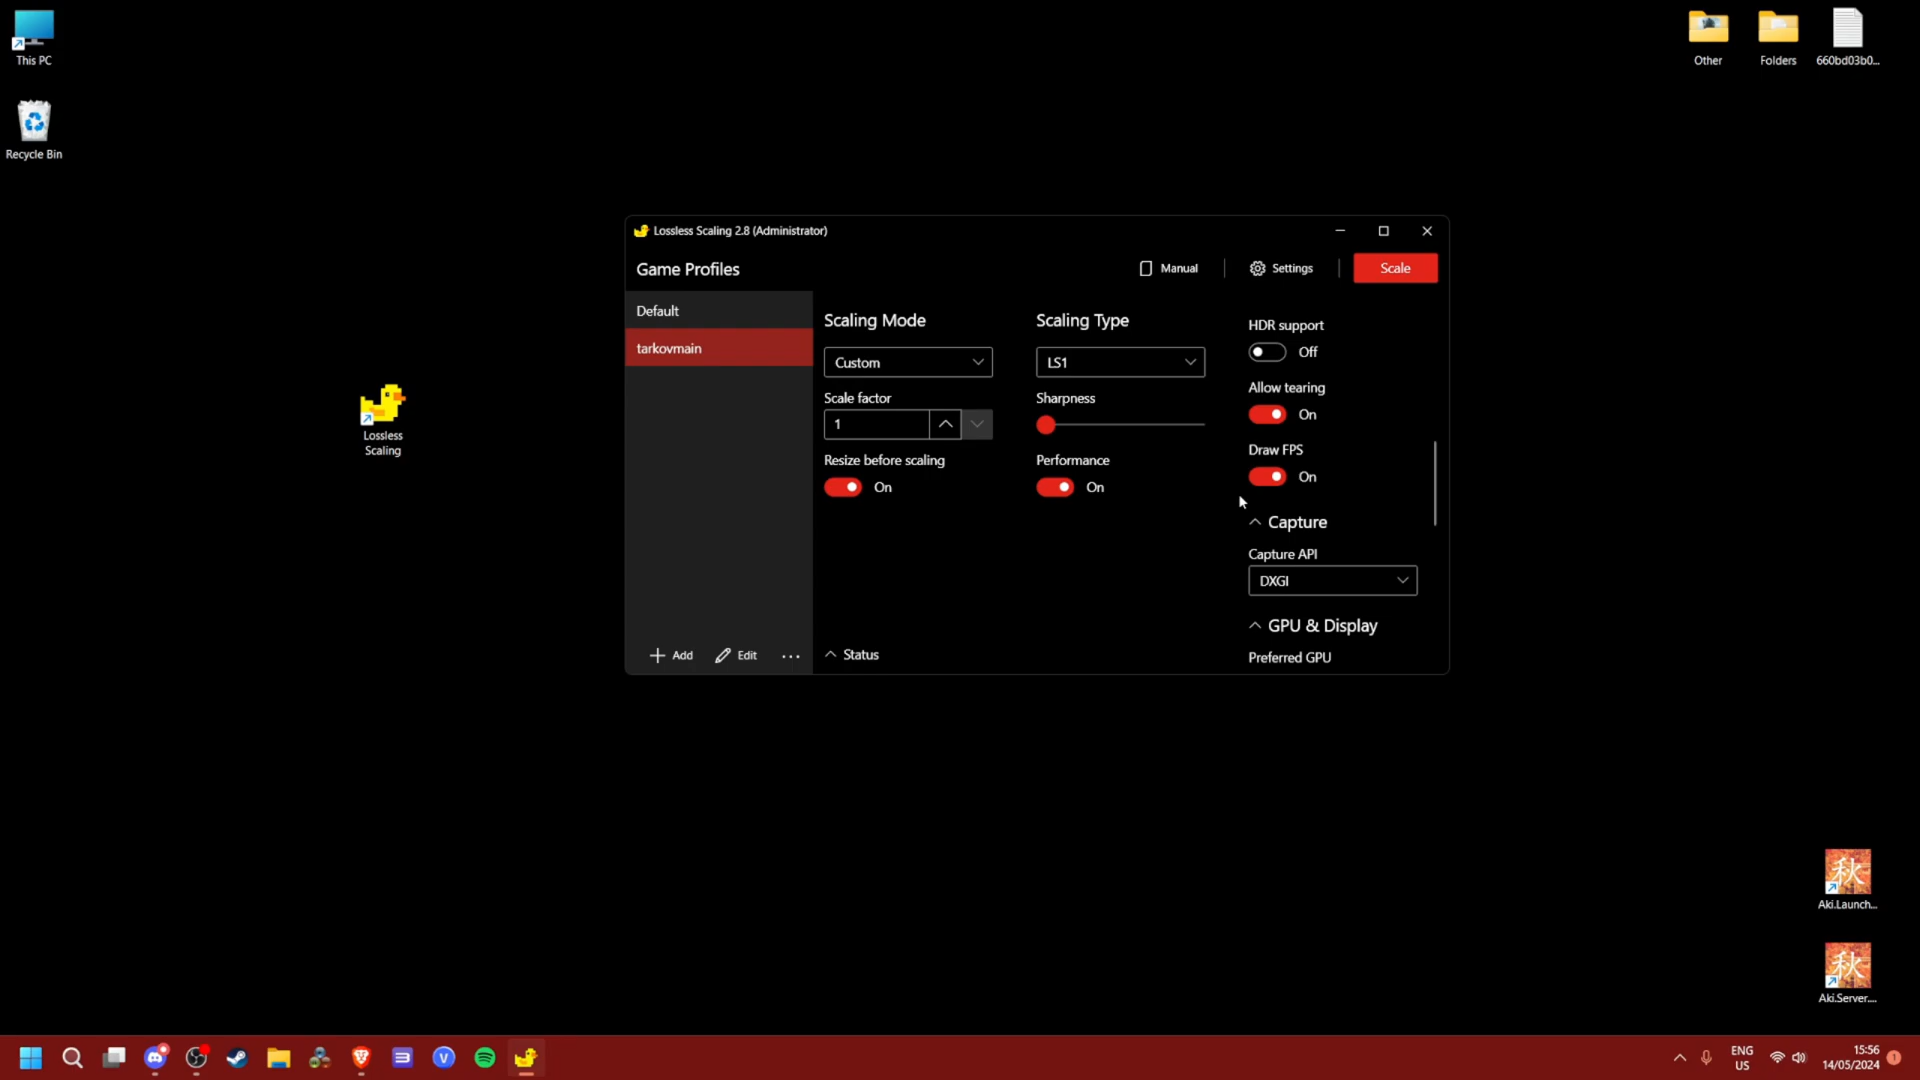 This PC
Recycle Bin
Other
Folders
660bd03b0...
Lossless
Scaling
Lossless Scaling 2.8 (Administrator)
Game Profiles
Manual
Settings
Scale
Default
tarkovmain
Add
Edit
...
Scaling Mode
Custom
Scale factor
1
Resize before scaling
On
Status
Scaling Type
LS1
Sharpness
Performance
On
HDR support
Off
Allow tearing
On
Draw FPS
On
Capture
Capture API
DXGI
GPU & Display
Preferred GPU
秋
Aki.Launch...
秋
Aki.Server....
ENG
US
15:56
14/05/2024
1